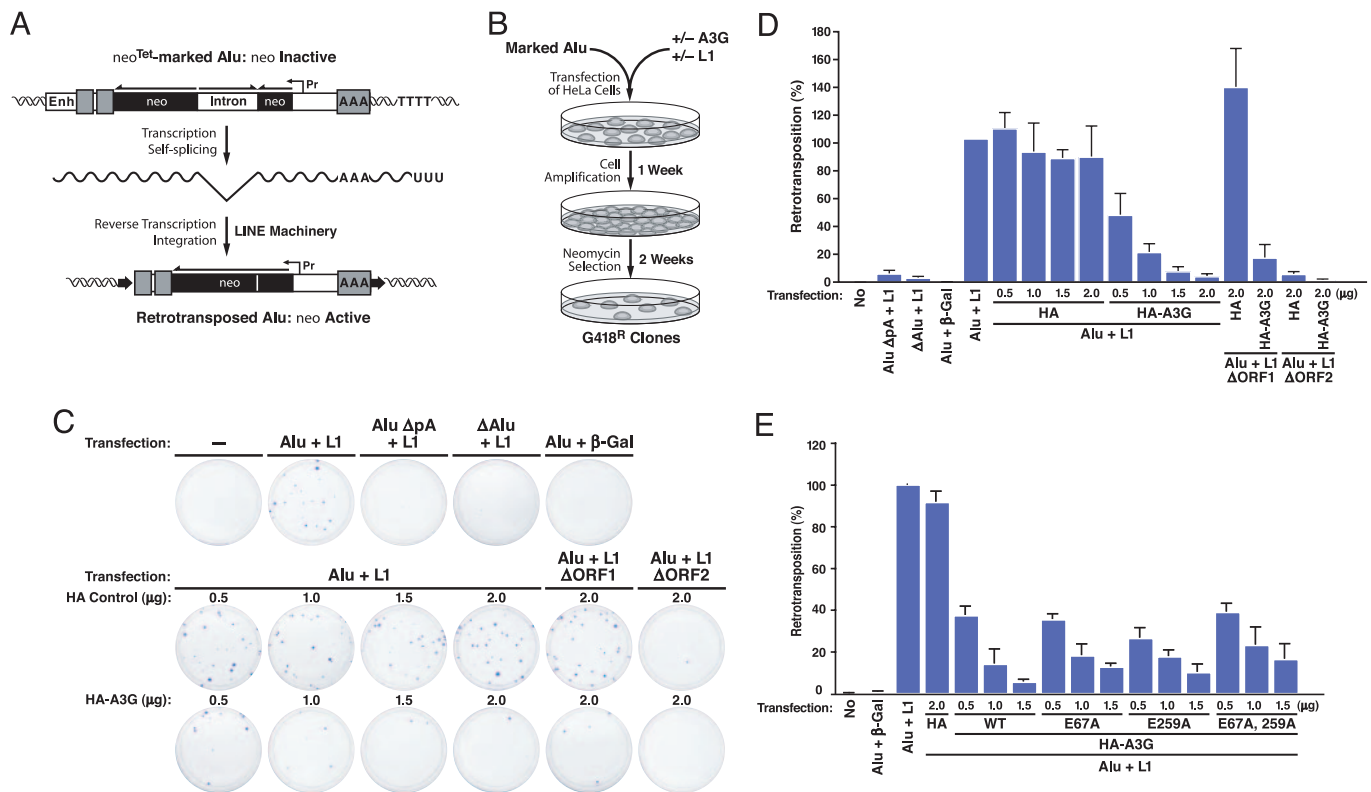 A
neoTet-marked Alu: neo Inactive
Enh
neo
Intron
neo
Pr
AAA
TTTT
Transcription
Self-splicing
AAA
UUU
Reverse Transcription
Integration
LINE Machinery
neo
Pr
AAA
Retrotransposed Alu: neo Active
B
Marked Alu
+/– A3G
+/– L1
Transfection
of HeLa Cells
Cell
Amplification
1 Week
Neomycin
Selection
2 Weeks
G418R Clones
C
Transfection:
–
Alu + L1
Alu ΔpA
+ L1
ΔAlu
+ L1
Alu + β-Gal
Transfection:
Alu + L1
Alu + L1
ΔORF1
Alu + L1
ΔORF2
HA Control (μg):
0.5 1.0 1.5 2.0 2.0 2.0
HA-A3G (μg):
0.5 1.0 1.5 2.0 2.0 2.0
D
Retrotransposition (%)
180
160
140
120
100
80
60
40
20
0
Transfection:
No
Alu ΔpA + L1
ΔAlu + L1
Alu + β-Gal
Alu + L1
0.5 1.0 1.5 2.0 0.5 1.0 1.5 2.0 2.0 2.0 2.0 2.0 (μg)
HA
HA-A3G
Alu + L1
HA
HA-A3G
HA
HA-A3G
Alu + L1
ΔORF1
Alu + L1
ΔORF2
E
Retrotransposition (%)
120
100
80
60
40
20
0
Transfection:
No
Alu + β-Gal
Alu + L1
2.0 0.5 1.0 1.5 0.5 1.0 1.5 0.5 1.0 1.5 0.5 1.0 1.5 (μg)
HA
WT
E67A
E259A
E67A, 259A
HA-A3G
Alu + L1